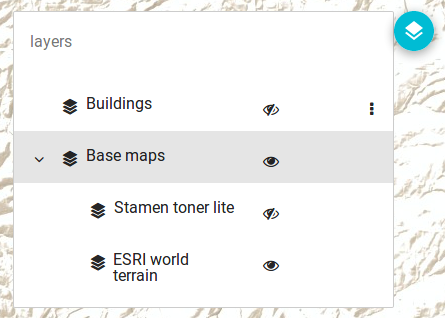 layers
Buildings
Base maps
Stamen toner lite
ESRI world
terrain